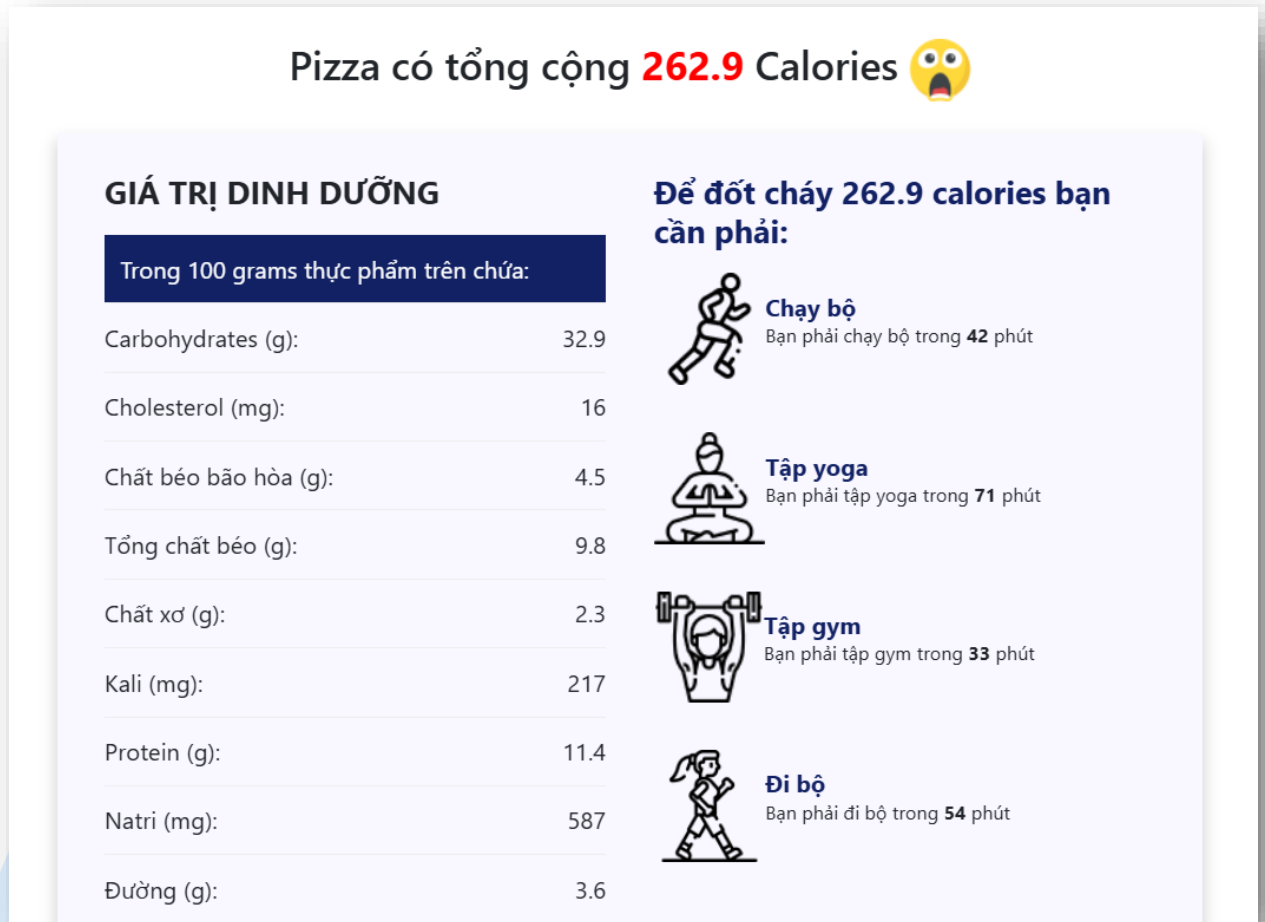 Pizza có tổng cộng 262.9 Calories
GIÁ TRỊ DINH DƯỠNG
Trong 100 grams thực phẩm trên chứa:
Carbohydrates (g): 32.9
Cholesterol (mg): 16
Chất béo bão hòa (g): 4.5
Tổng chất béo (g): 9.8
Chất xơ (g): 2.3
Kali (mg): 217
Protein (g): 11.4
Natri (mg): 587
Đường (g): 3.6
Để đốt cháy 262.9 calories bạn
cần phải:
Chạy bộ
Bạn phải chạy bộ trong 42 phút
Tập yoga
Bạn phải tập yoga trong 71 phút
Tập gym
Bạn phải tập gym trong 33 phút
Đi bộ
Bạn phải đi bộ trong 54 phút